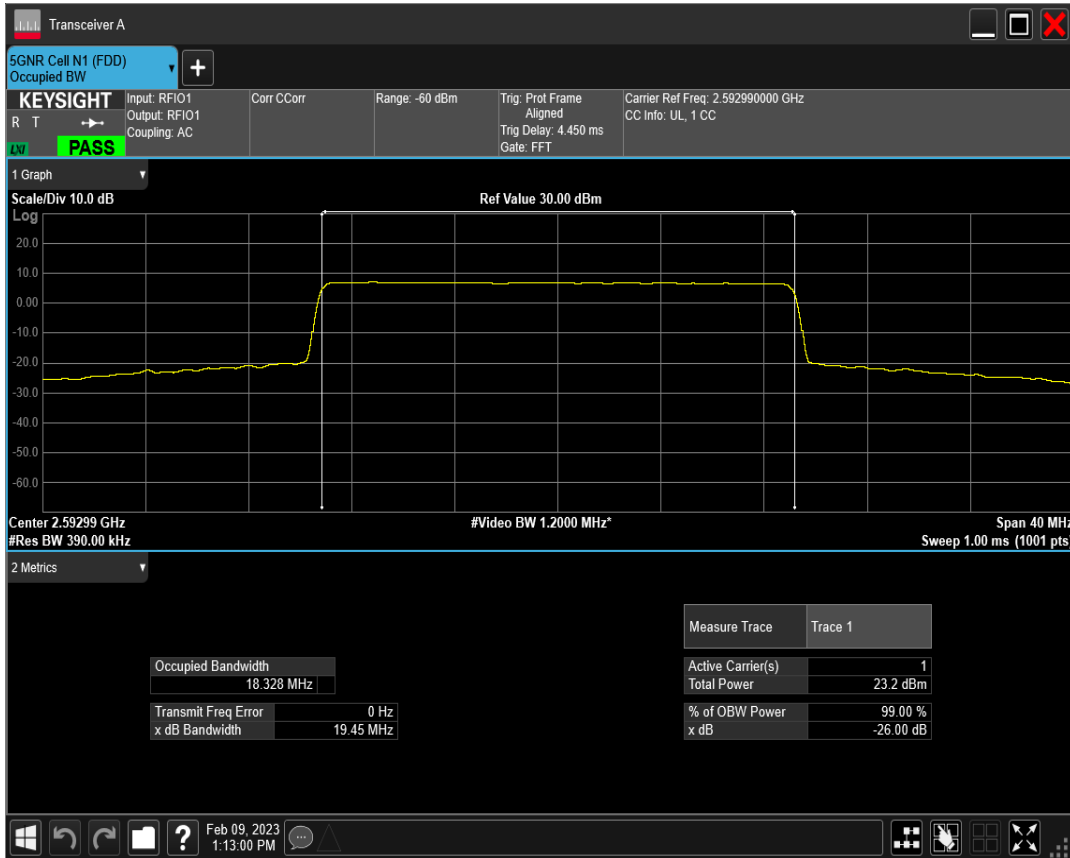 Transceiver A
5GNR Cell N1 (FDD)
Occupied BW
+
KEYSIGHT
R T
LXI
PASS
Input: RFIO1
Output: RFIO1
Coupling: AC
Corr CCorr
Range: -60 dBm
Trig: Prot Frame
Aligned
Trig Delay: 4.450 ms
Gate: FFT
Carrier Ref Freq: 2.592990000 GHz
CC Info: UL, 1 CC
1 Graph
Scale/Div 10.0 dB
Ref Value 30.00 dBm
Log
20.0
10.0
0.00
-10.0
-20.0
-30.0
-40.0
-50.0
-60.0
Center 2.59299 GHz
#Video BW 1.2000 MHz*
Span 40 MHz
#Res BW 390.00 kHz
Sweep 1.00 ms (1001 pts)
2 Metrics
Measure Trace Trace 1
Occupied Bandwidth
18.328 MHz
Active Carrier(s) 1
Total Power 23.2 dBm
Transmit Freq Error 0 Hz
x dB Bandwidth 19.45 MHz
% of OBW Power 99.00 %
x dB -26.00 dB
?
Feb 09, 2023
1:13:00 PM